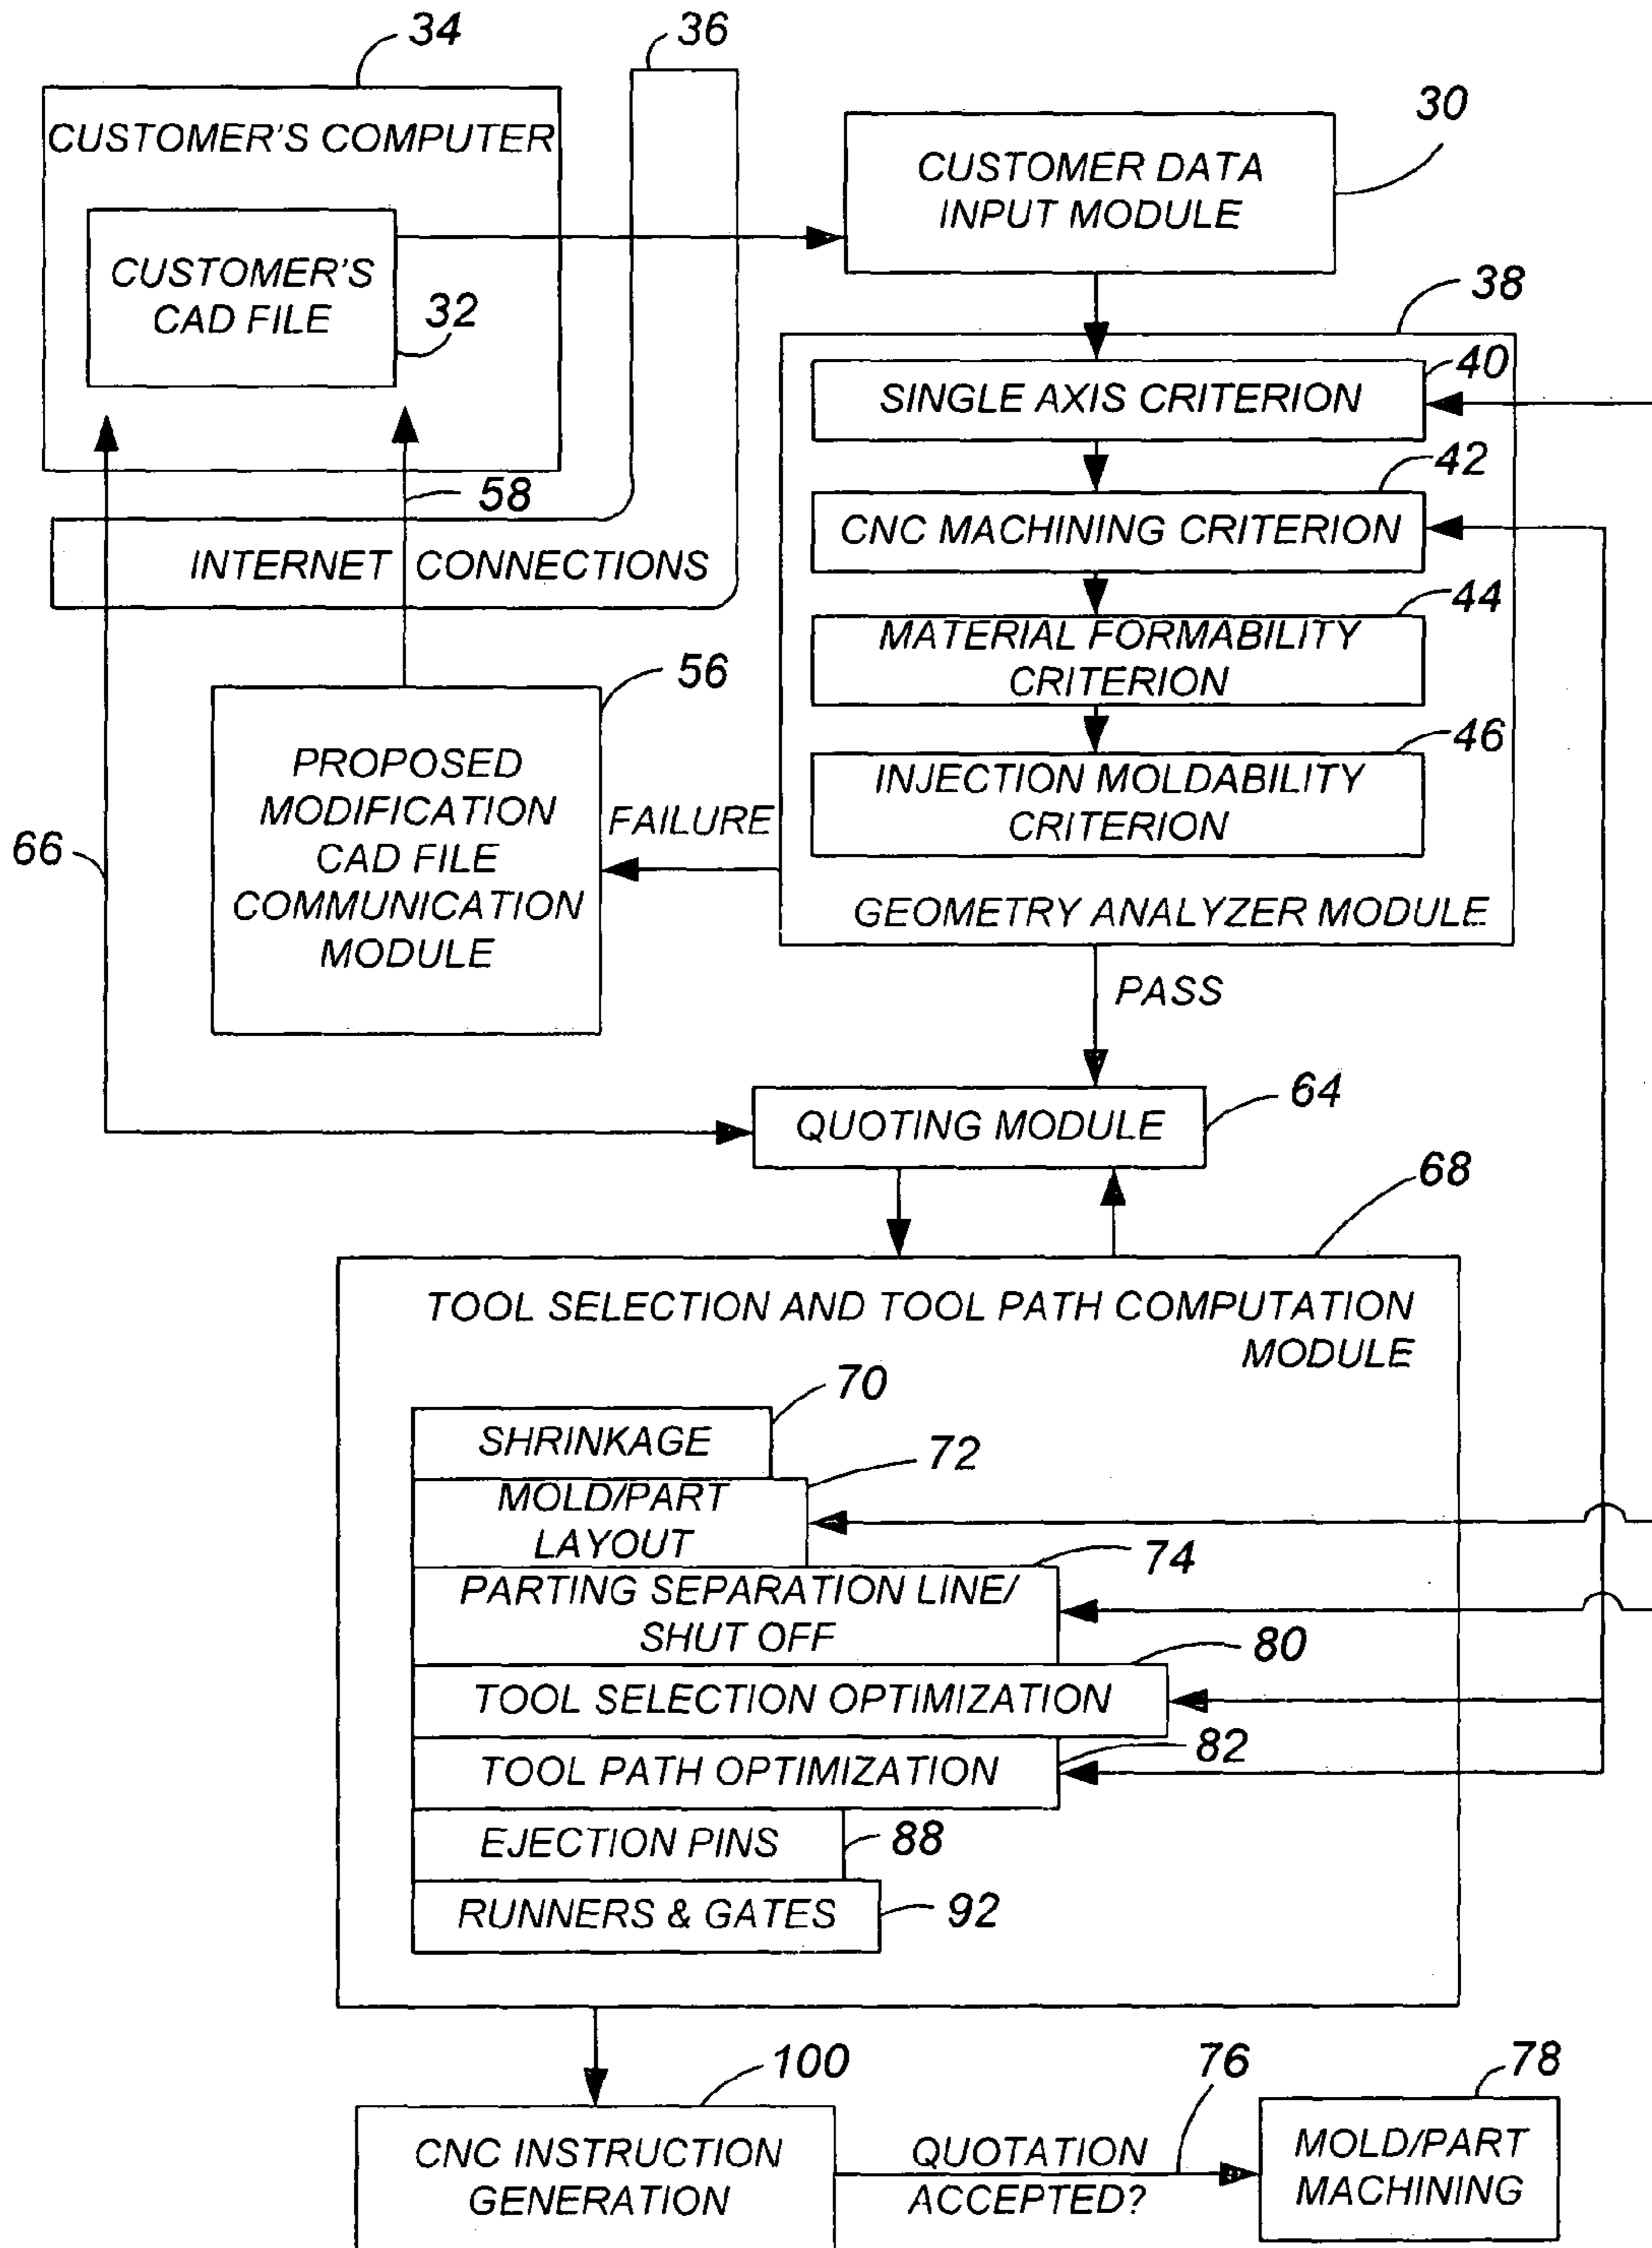 34
36
CUSTOMER'S COMPUTER
30
CUSTOMER DATA
INPUT MODULE
CUSTOMER'S
CAD FILE
32
38
SINGLE AXIS CRITERION
40
42
58
CNC MACHINING CRITERION
INTERNET CONNECTIONS
44
MATERIAL FORMABILITY
CRITERION
56
46
INJECTION MOLDABILITY
CRITERION
PROPOSED
MODIFICATION
CAD FILE
COMMUNICATION
MODULE
FAILURE
66
GEOMETRY ANALYZER MODULE
PASS
64
QUOTING MODULE
68
TOOL SELECTION AND TOOL PATH COMPUTATION
MODULE
70
SHRINKAGE
72
MOLD/PART
LAYOUT
74
PARTING SEPARATION LINE/
SHUT OFF
80
TOOL SELECTION OPTIMIZATION
82
TOOL PATH OPTIMIZATION
EJECTION PINS
88
RUNNERS & GATES
92
100
76
78
CNC INSTRUCTION
GENERATION
QUOTATION
ACCEPTED?
MOLD/PART
MACHINING